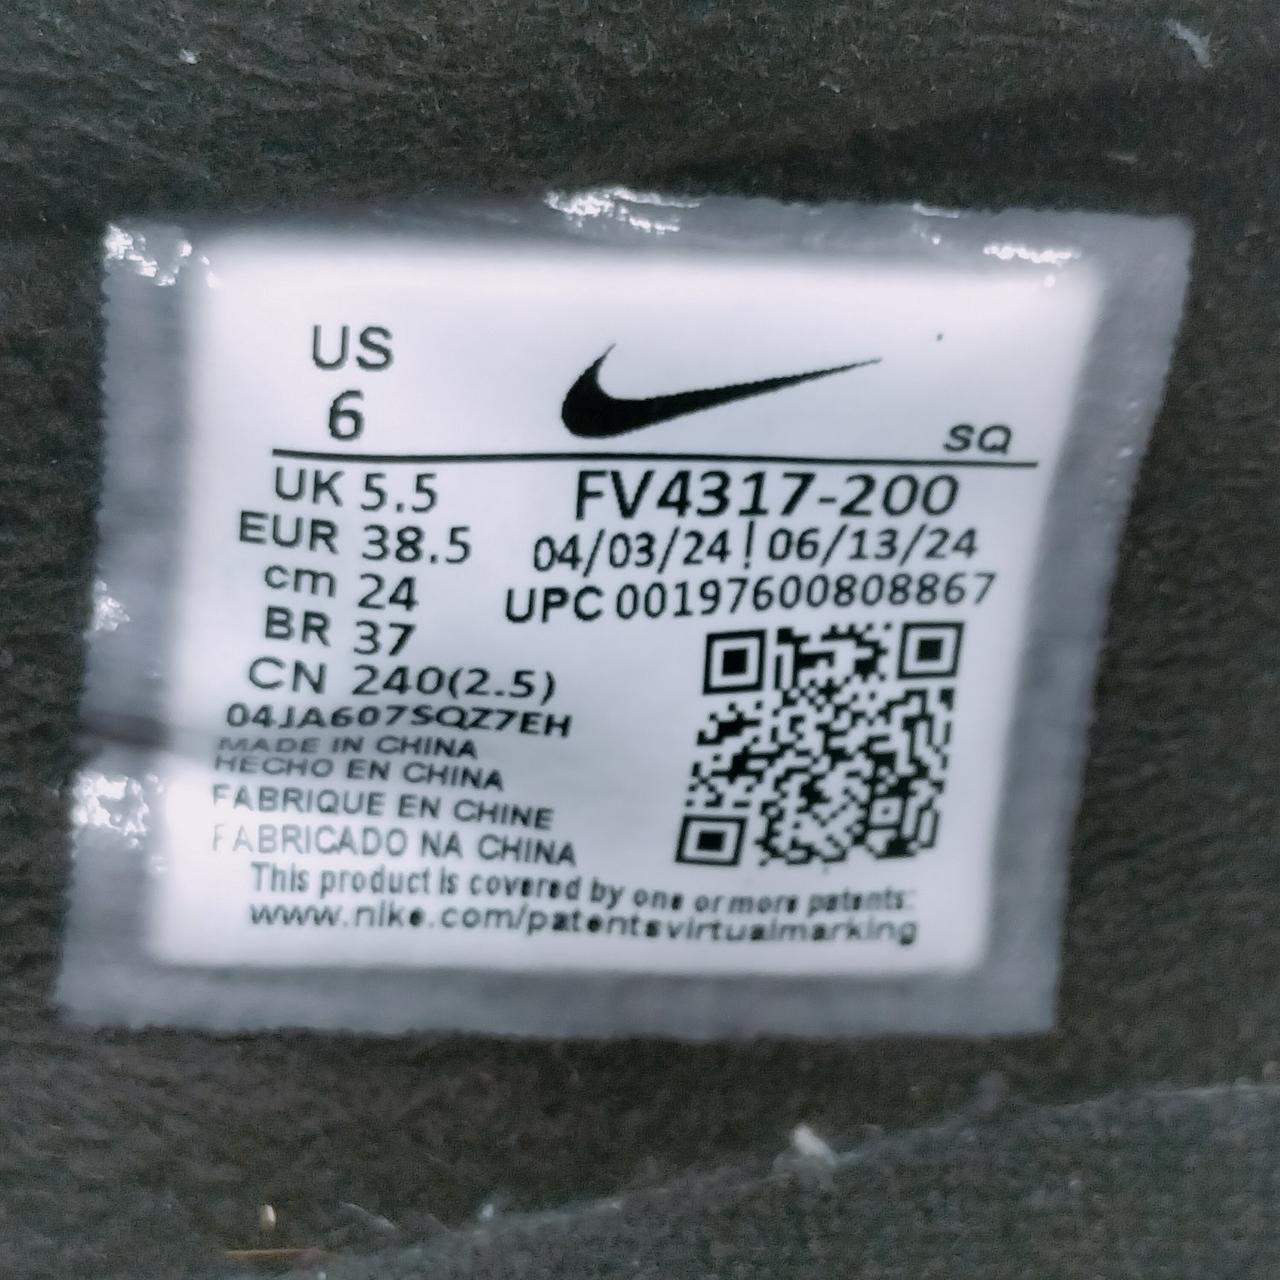 US
6
SQ
UK 5.5
FV4317-200
EUR 38.5
04/03/24 | 06/13/24
cm 24
UPC 00197600808867
BR 37
CN 240(2.5)
04JA607SQZ7EH
MADE IN CHINA
HECHO EN CHINA
FABRIQUE EN CHINE
FABRICADO NA CHINA
This product is covered by one or more patents:
www.nike.com/patentsvirtualmarking